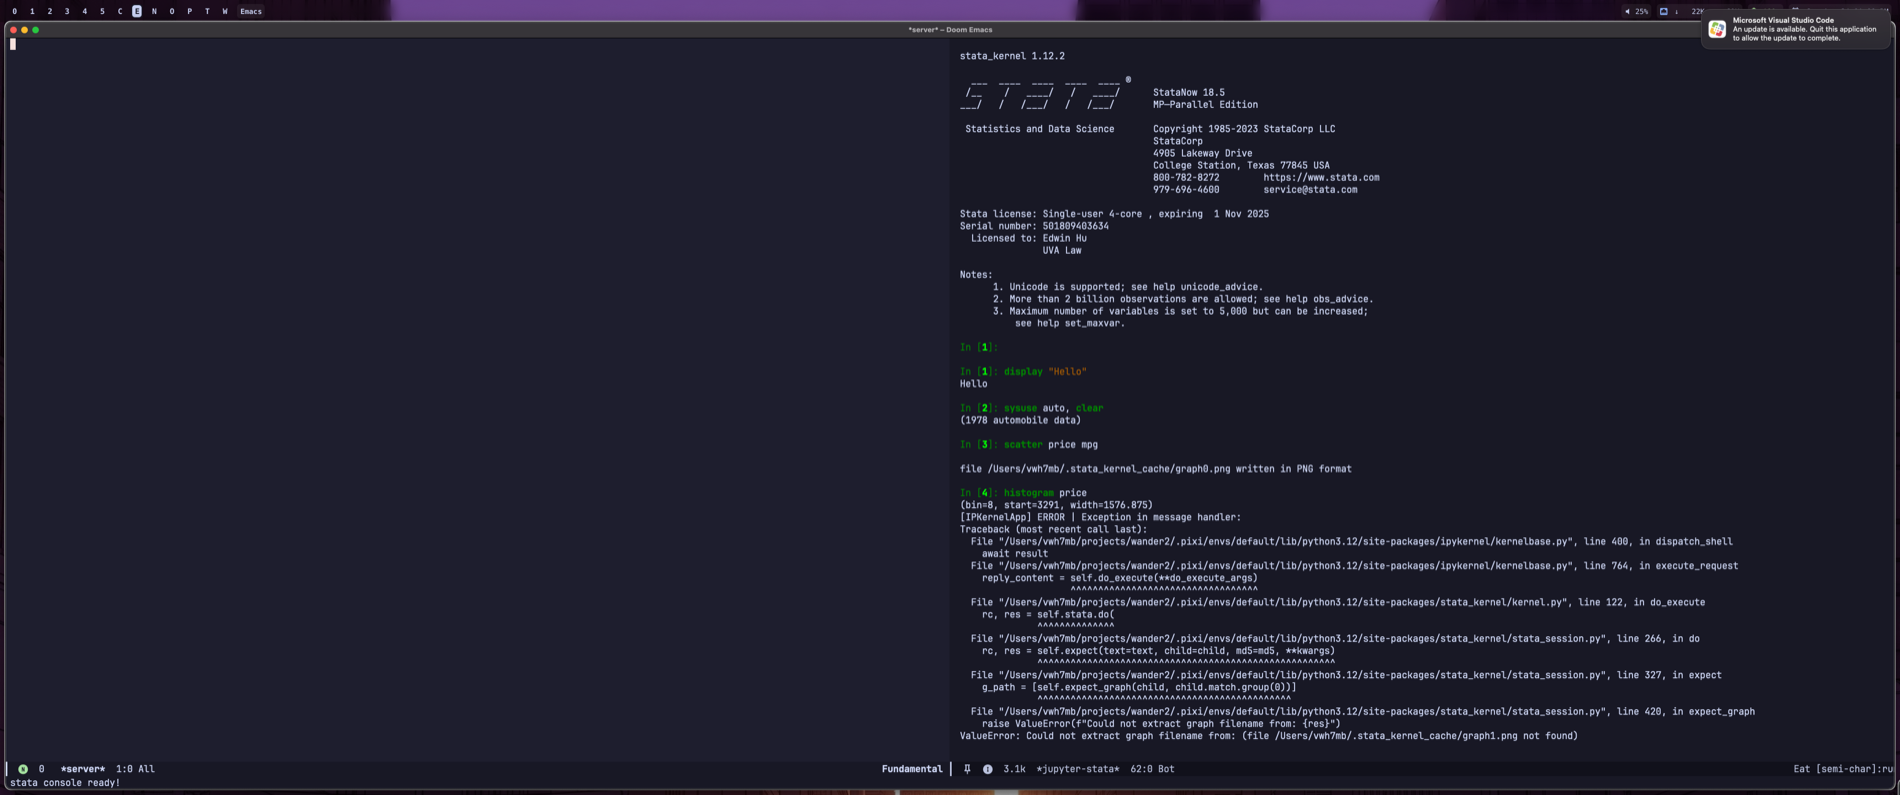 0 1 2 3 4 5 C E N O P T W Emacs
25% ↓ 22K
*server* – Doom Emacs
Microsoft Visual Studio Code
An update is available. Quit this application
to allow the update to complete.
stata_kernel 1.12.2
  ___  ____  ____  ____  ____ ®
 /__    /   ____/   /   ____/      StataNow 18.5
___/   /   /___/   /   /___/       MP—Parallel Edition
 Statistics and Data Science       Copyright 1985-2023 StataCorp LLC
                                   StataCorp
                                   4905 Lakeway Drive
                                   College Station, Texas 77845 USA
                                   800-782-8272        https://www.stata.com
                                   979-696-4600        service@stata.com
Stata license: Single-user 4-core , expiring  1 Nov 2025
Serial number: 501809403634
  Licensed to: Edwin Hu
               UVA Law
Notes:
      1. Unicode is supported; see help unicode_advice.
      2. More than 2 billion observations are allowed; see help obs_advice.
      3. Maximum number of variables is set to 5,000 but can be increased;
          see help set_maxvar.
In [1]:
In [1]: display "Hello"
Hello
In [2]: sysuse auto, clear
(1978 automobile data)
In [3]: scatter price mpg
file /Users/vwh7mb/.stata_kernel_cache/graph0.png written in PNG format
In [4]: histogram price
(bin=8, start=3291, width=1576.875)
[IPKernelApp] ERROR | Exception in message handler:
Traceback (most recent call last):
  File "/Users/vwh7mb/projects/wander2/.pixi/envs/default/lib/python3.12/site-packages/ipykernel/kernelbase.py", line 400, in dispatch_shell
    await result
  File "/Users/vwh7mb/projects/wander2/.pixi/envs/default/lib/python3.12/site-packages/ipykernel/kernelbase.py", line 764, in execute_request
    reply_content = self.do_execute(**do_execute_args)
                    ^^^^^^^^^^^^^^^^^^^^^^^^^^^^^^^^^^
  File "/Users/vwh7mb/projects/wander2/.pixi/envs/default/lib/python3.12/site-packages/stata_kernel/kernel.py", line 122, in do_execute
    rc, res = self.stata.do(
              ^^^^^^^^^^^^^^
  File "/Users/vwh7mb/projects/wander2/.pixi/envs/default/lib/python3.12/site-packages/stata_kernel/stata_session.py", line 266, in do
    rc, res = self.expect(text=text, child=child, md5=md5, **kwargs)
              ^^^^^^^^^^^^^^^^^^^^^^^^^^^^^^^^^^^^^^^^^^^^^^^^^^^^^^
  File "/Users/vwh7mb/projects/wander2/.pixi/envs/default/lib/python3.12/site-packages/stata_kernel/stata_session.py", line 327, in expect
    g_path = [self.expect_graph(child, child.match.group(0))]
              ^^^^^^^^^^^^^^^^^^^^^^^^^^^^^^^^^^^^^^^^^^^^^^
  File "/Users/vwh7mb/projects/wander2/.pixi/envs/default/lib/python3.12/site-packages/stata_kernel/stata_session.py", line 420, in expect_graph
    raise ValueError(f"Could not extract graph filename from: {res}")
ValueError: Could not extract graph filename from: (file /Users/vwh7mb/.stata_kernel_cache/graph1.png not found)
N 0 *server* 1:0 All Fundamental
3.1k *jupyter-stata* 62:0 Bot Eat [semi-char]:ru
stata console ready!